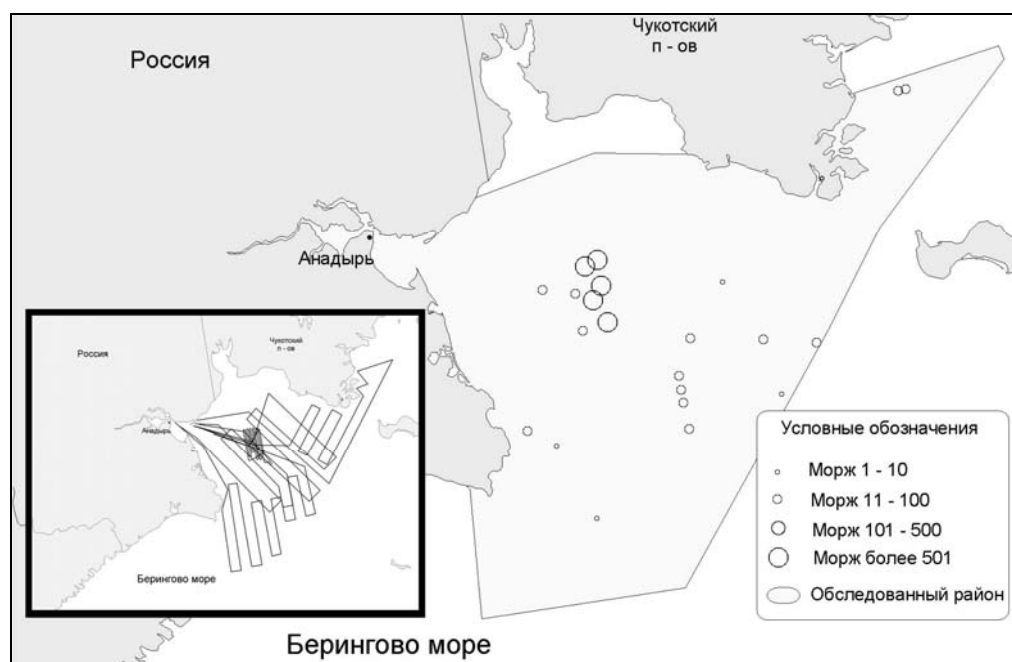 Россия
Чукотский
п - ов
Анадырь
Россия
Чукотский
п - ов
Анадырь
Берингово море
Условные обозначения
Морж 1 - 10
Морж 11 - 100
Морж 101 - 500
Морж более 501
Обследованный район
Берингово море